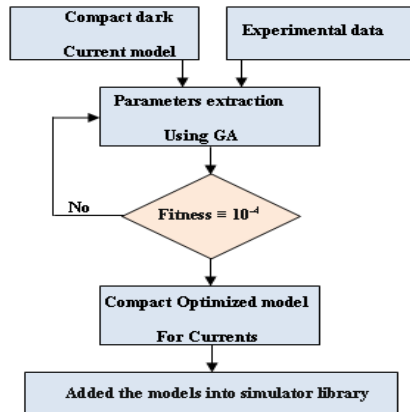 Compact dark
Current model
Experimental data
Parameters extraction
Using GA
No
Fitness ≡ 10⁻⁴
Compact Optimized model
For Currents
Added the models into simulator library